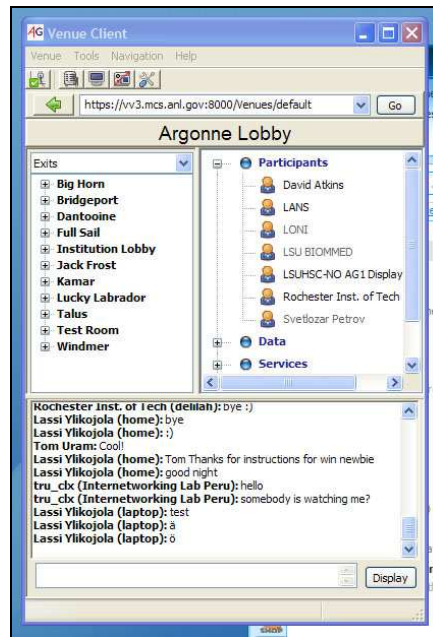 AG Venue Client
Venue Tools Navigation Help
https://vv3.mcs.anl.gov:8000/Venues/default
Go
Argonne Lobby
Exits
Big Horn
Bridgeport
Dantooine
Full Sail
Institution Lobby
Jack Frost
Kamar
Lucky Labrador
Talus
Test Room
Windmer
Participants
David Atkins
LANS
LONI
LSU BIOMMED
LSUHSC-NO AG1 Display
Rochester Inst. of Tech
Svetlozar Petrov
Data
Services
Rochester Inst. of Tech (delilah): bye :)
Lassi Ylikojola (home): bye
Lassi Ylikojola (home): :)
Tom Uram: Cool!
Lassi Ylikojola (home): Tom Thanks for instructions for win newbie
Lassi Ylikojola (home): good night
tru_clx (Internetworking Lab Peru): hello
tru_clx (Internetworking Lab Peru): somebody is watching me?
Lassi Ylikojola (laptop): test
Lassi Ylikojola (laptop): ä
Lassi Ylikojola (laptop): ö
Display
SHOP